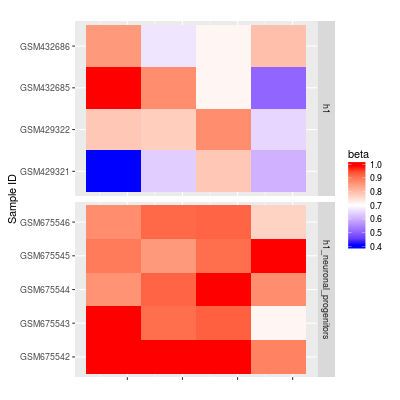 Sample ID
GSM432686
GSM432685
GSM429322
GSM429321
h1
GSM675546
GSM675545
GSM675544
GSM675543
GSM675542
h1_neuronal_progenitors
beta
1.0
0.9
0.8
0.7
0.6
0.5
0.4